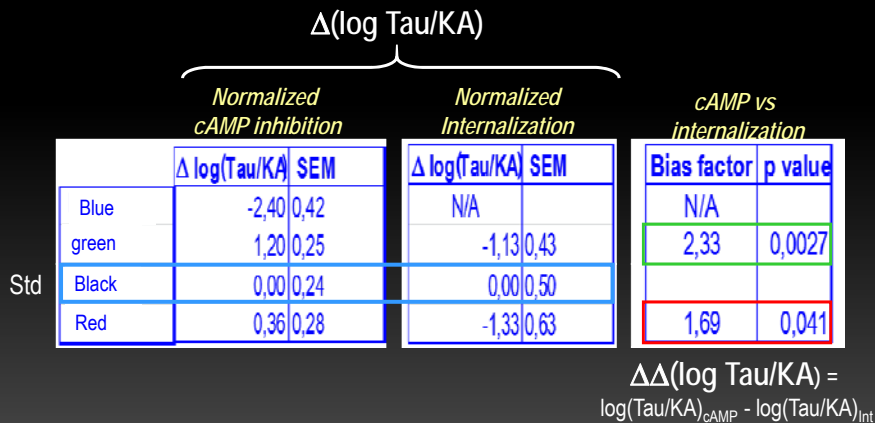 Δ(log Tau/KA)
Normalized
cAMP inhibition
Normalized
Internalization
cAMP vs
internalization
Δ log(Tau/KA) SEM Δ log(Tau/KA) SEM Bias factor p value
Blue -2,40 0,42 N/A N/A
green 1,20 0,25 -1,13 0,43 2,33 0,0027
Std Black 0,00 0,24 0,00 0,50
Red 0,36 0,28 -1,33 0,63 1,69 0,041
ΔΔ(log Tau/KA) =
log(Tau/KA)cAMP - log(Tau/KA)Int